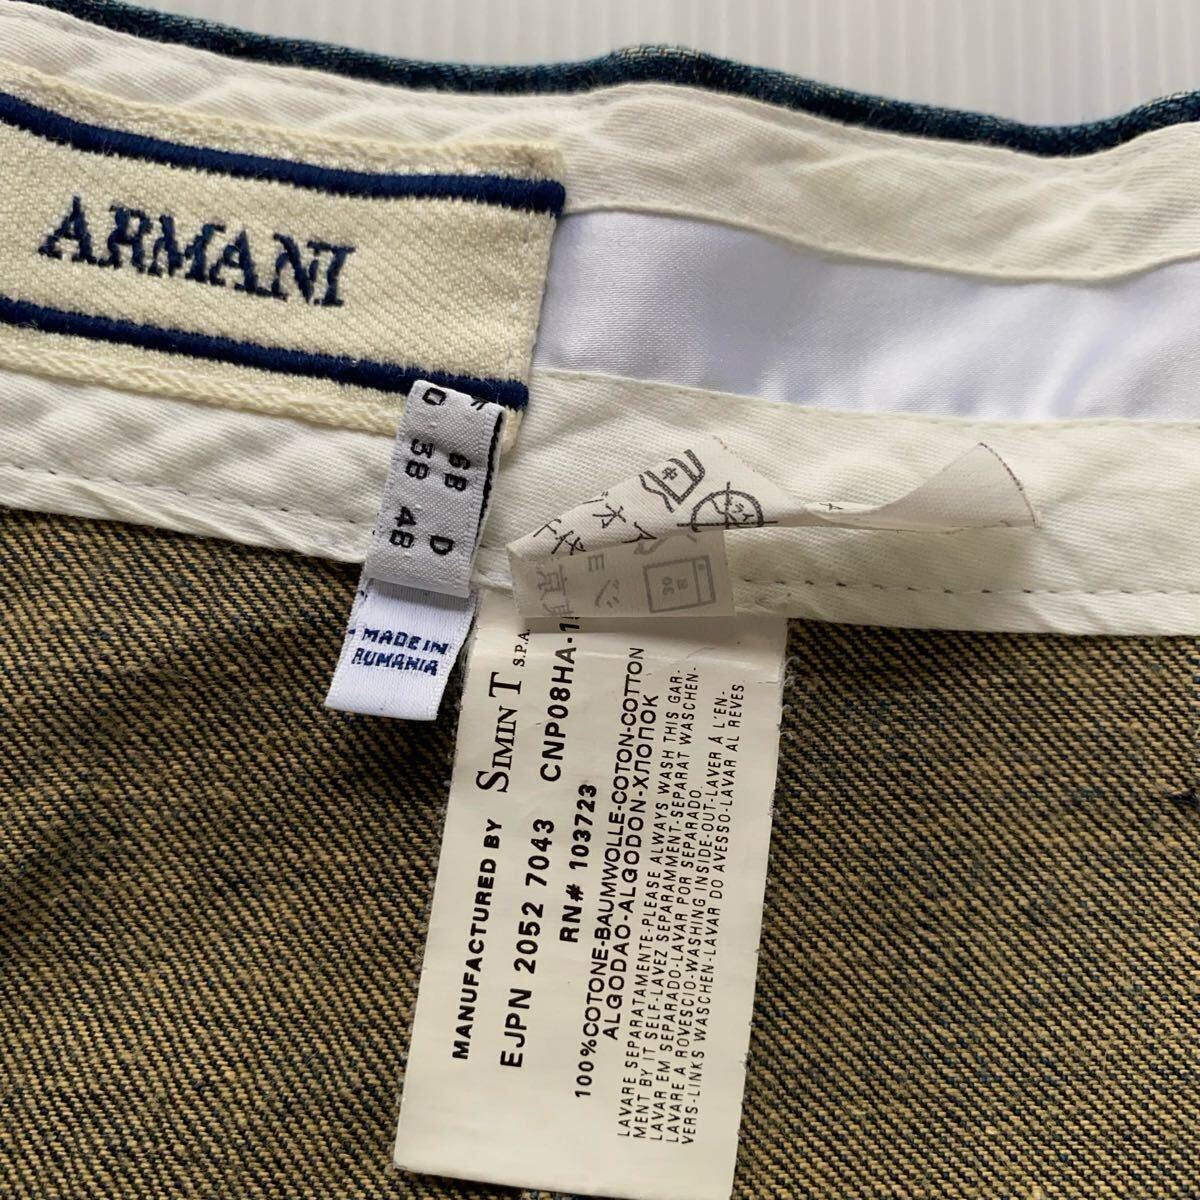 ARMANI
6B D
38 48
MADE IN
RUMANIA
MANUFACTURED BY SIMIN T S.P.A.
EJPN 2052 7043 CNP08HA-1
RN# 103723
100%COTONE-BAUMWOLLE-COTON-COTTON
ALGODAO-ALGODON-ХЛОПОК
LAVARE SEPARATAMENTE-PLEASE ALWAYS WASH THIS GAR-
MENT BY IT SELF-LAVEZ SEPARAMMENT-SEPARAT WASCHEN-
LAVAR EM SEPARADO-LAVAR POR SEPARADO.
LAVARE A ROVESCIO-WASHING INSIDE-OUT-LAVER À L'EN-
VERS-LINKS WASCHEN-LAVAR DO AVESSO-LAVAR AL REVES